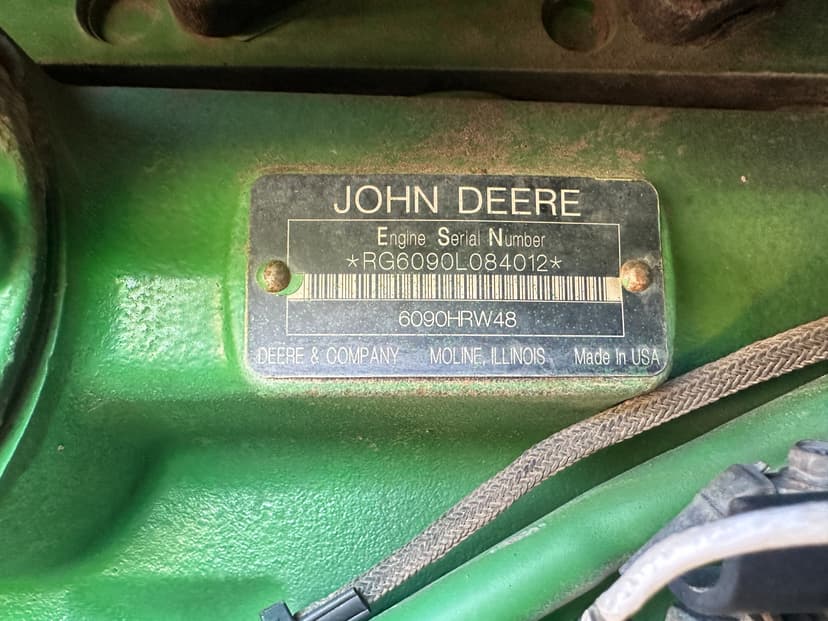 JOHN DEERE
Engine Serial Number
*RG6090L084012*
6090HRW48
DEERE & COMPANY MOLINE, ILLINOIS Made in USA